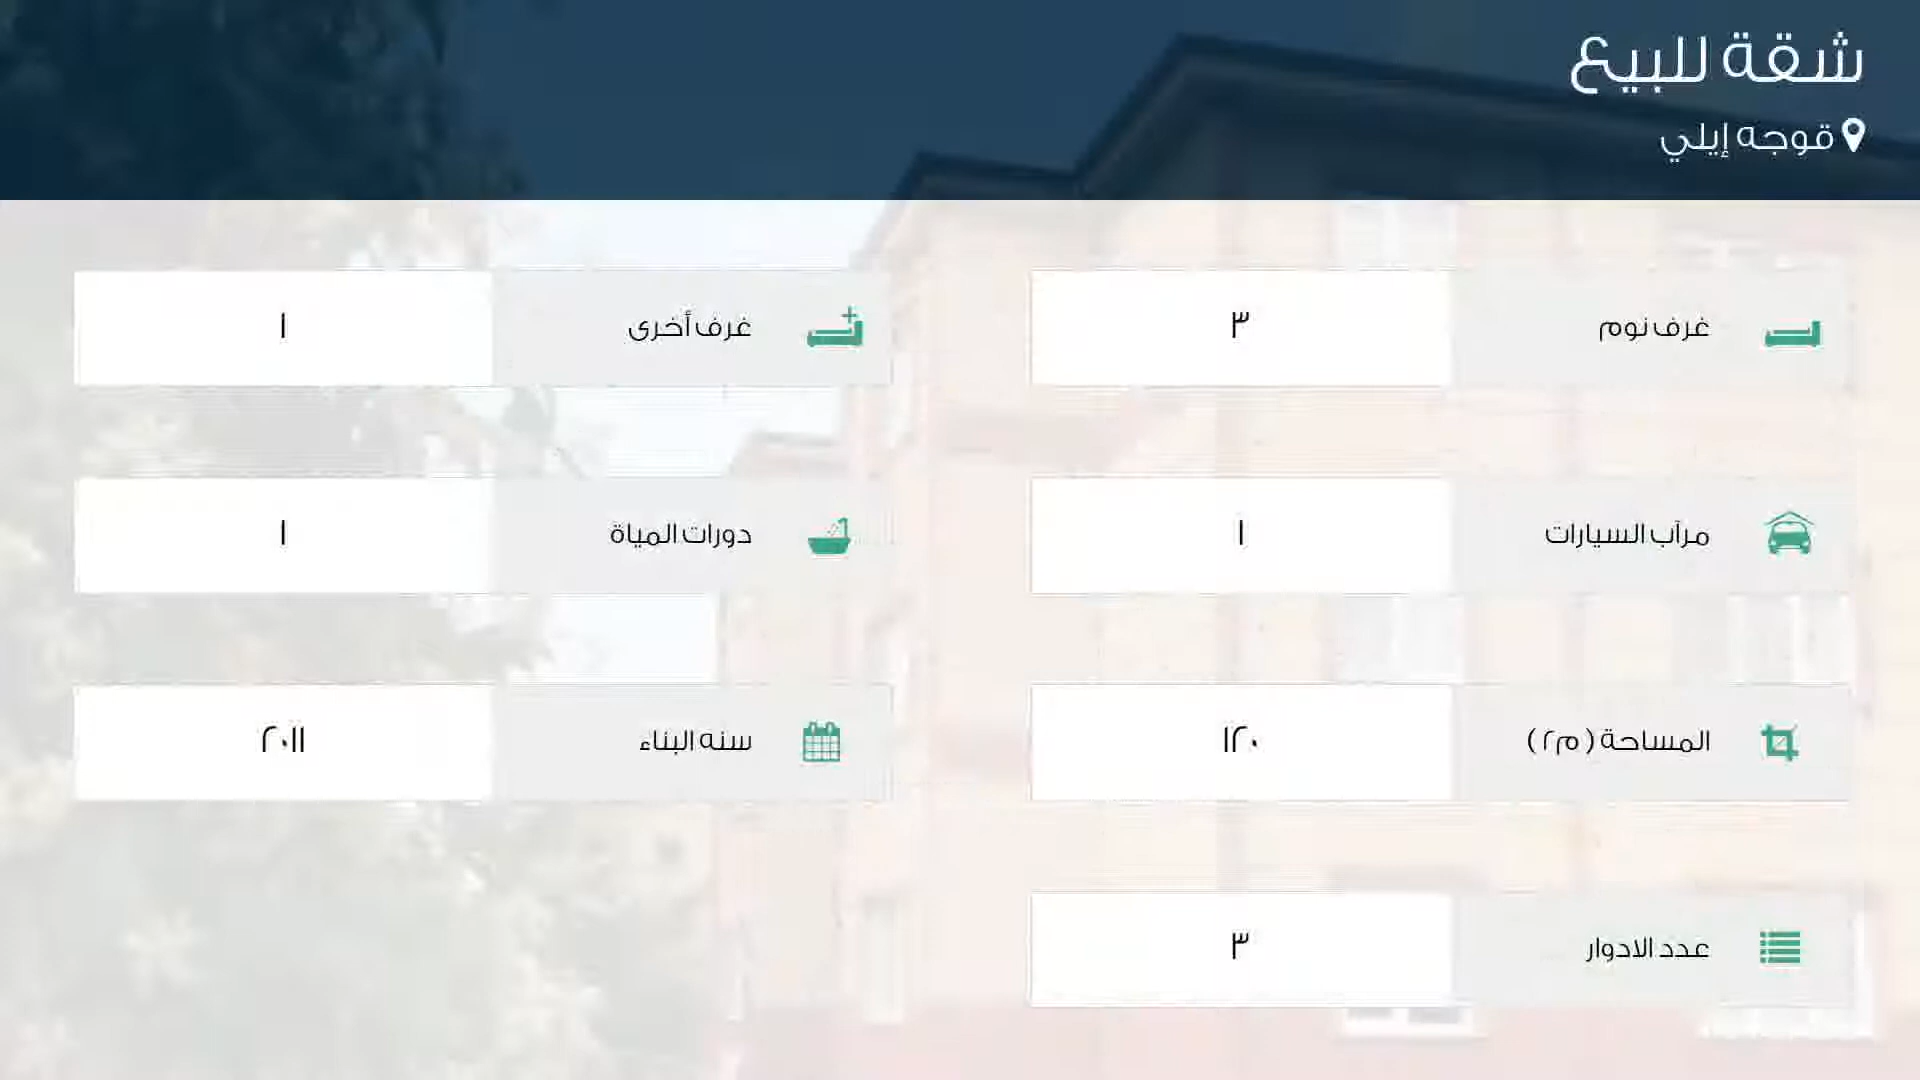 شقة للبيع
قوجه إيلي
غرف نوم ٣
غرف أخرى ١
مرآب السيارات ١
دورات المياة ١
المساحة ( م٢ ) ١٢٠
سنه البناء ٢٠١١
عدد الادوار ٣